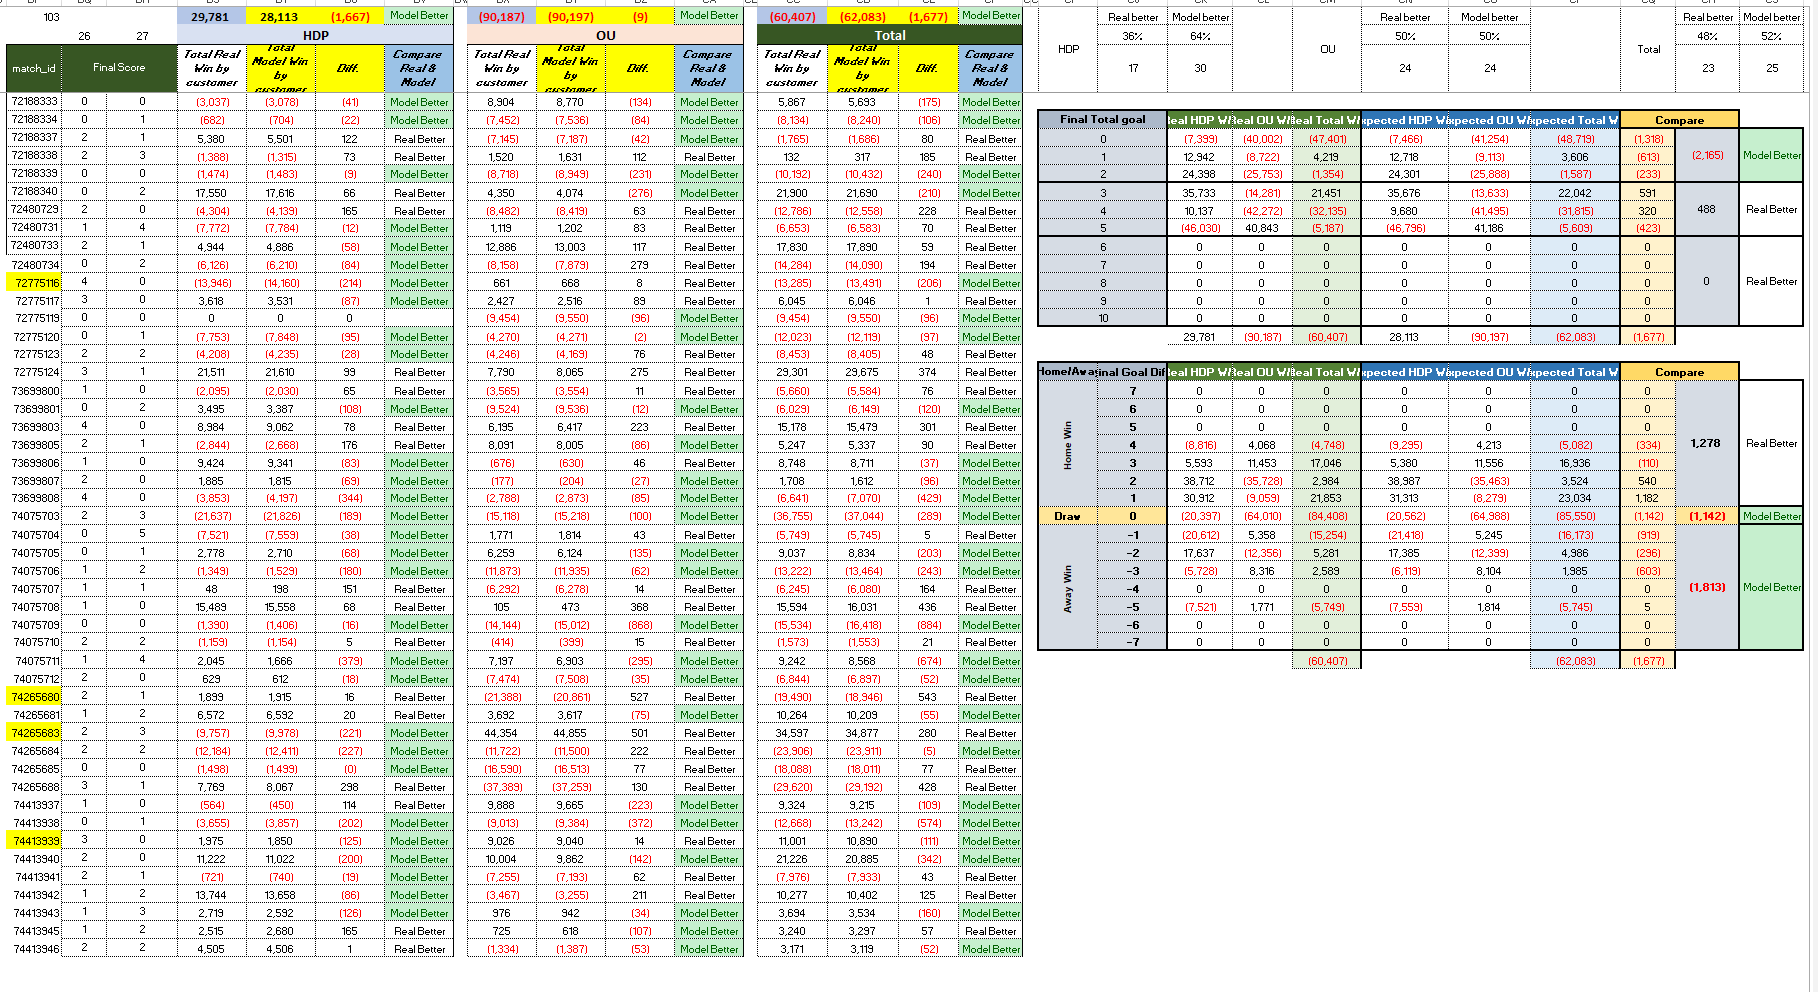 103 29,781 28,113 (1,667) Model Better (90,187) (90,197) (9) Model Better (60,407) (62,083) (1,677) Model Better
26 27 HDP OU Total
match_id Final Score Total Real Win by customer Total Model Win by customer Diff. Compare Real & Model Total Real Win by customer Total Model Win by customer Diff. Compare Real & Model Total Real Win by customer Total Model Win by customer Diff. Compare Real & Model
72188333 0 0 (3,037) (3,078) (41) Model Better 8,904 8,770 (134) Model Better 5,867 5,693 (175) Model Better
72188334 0 1 (682) (704) (22) Model Better (7,452) (7,536) (84) Model Better (8,134) (8,240) (106) Model Better
72188337 2 1 5,380 5,501 122 Real Better (7,145) (7,187) (42) Model Better (1,765) (1,686) 80 Real Better
72188338 2 3 (1,388) (1,315) 73 Real Better 1,520 1,631 112 Real Better 132 317 185 Real Better
72188339 0 0 (1,474) (1,483) (9) Model Better (8,718) (8,949) (231) Model Better (10,192) (10,432) (240) Model Better
72188340 0 2 17,550 17,616 66 Real Better 4,350 4,074 (276) Model Better 21,900 21,690 (210) Model Better
72480729 2 0 (4,304) (4,139) 165 Real Better (8,482) (8,419) 63 Real Better (12,786) (12,558) 228 Real Better
72480731 1 4 (7,772) (7,784) (12) Model Better 1,119 1,202 83 Real Better (6,653) (6,583) 70 Real Better
72480733 2 1 4,944 4,886 (58) Model Better 12,886 13,003 117 Real Better 17,830 17,890 59 Real Better
72480734 0 2 (6,126) (6,210) (84) Model Better (8,158) (7,879) 279 Real Better (14,284) (14,090) 194 Real Better
72775116 4 0 (13,946) (14,160) (214) Model Better 661 668 8 Real Better (13,285) (13,491) (206) Model Better
72775117 3 0 3,618 3,531 (87) Model Better 2,427 2,516 89 Real Better 6,045 6,046 1 Real Better
72775119 0 0 0 0 0 (9,454) (9,550) (96) Model Better (9,454) (9,550) (96) Model Better
72775120 0 1 (7,753) (7,848) (95) Model Better (4,270) (4,271) (2) Model Better (12,023) (12,119) (97) Model Better
72775123 2 2 (4,208) (4,235) (28) Model Better (4,246) (4,169) 76 Real Better (8,453) (8,405) 48 Real Better
72775124 3 1 21,511 21,610 99 Real Better 7,790 8,065 275 Real Better 29,301 29,675 374 Real Better
73699800 1 0 (2,095) (2,030) 65 Real Better (3,565) (3,554) 11 Real Better (5,660) (5,584) 76 Real Better
73699801 0 2 3,495 3,387 (108) Model Better (9,524) (9,536) (12) Model Better (6,029) (6,149) (120) Model Better
73699803 4 0 8,984 9,062 78 Real Better 6,195 6,417 223 Real Better 15,178 15,479 301 Real Better
73699805 2 1 (2,844) (2,668) 176 Real Better 8,091 8,005 (86) Model Better 5,247 5,337 90 Real Better
73699806 1 0 9,424 9,341 (83) Model Better (676) (630) 46 Real Better 8,748 8,711 (37) Model Better
73699807 2 0 1,885 1,815 (69) Model Better (177) (204) (27) Model Better 1,708 1,612 (96) Model Better
73699808 4 0 (3,853) (4,197) (344) Model Better (2,788) (2,873) (85) Model Better (6,641) (7,070) (429) Model Better
74075703 2 3 (21,637) (21,826) (189) Model Better (15,118) (15,218) (100) Model Better (36,755) (37,044) (289) Model Better
74075704 0 5 (7,521) (7,559) (38) Model Better 1,771 1,814 43 Real Better (5,749) (5,745) 5 Real Better
74075705 0 1 2,778 2,710 (68) Model Better 6,259 6,124 (135) Model Better 9,037 8,834 (203) Model Better
74075706 1 2 (1,349) (1,529) (180) Model Better (11,873) (11,935) (62) Model Better (13,222) (13,464) (243) Model Better
74075707 1 1 48 198 151 Real Better (6,292) (6,278) 14 Real Better (6,245) (6,080) 164 Real Better
74075708 1 0 15,489 15,558 68 Real Better 105 473 368 Real Better 15,594 16,031 436 Real Better
74075709 0 0 (1,390) (1,406) (16) Model Better (14,144) (15,012) (868) Model Better (15,534) (16,418) (884) Model Better
74075710 2 2 (1,159) (1,154) 5 Real Better (414) (399) 15 Real Better (1,573) (1,553) 21 Real Better
74075711 1 4 2,045 1,666 (379) Model Better 7,197 6,903 (295) Model Better 9,242 8,568 (674) Model Better
74075712 2 0 629 612 (18) Model Better (7,474) (7,508) (35) Model Better (6,844) (6,897) (52) Model Better
74265680 2 1 1,899 1,915 16 Real Better (21,388) (20,861) 527 Real Better (19,490) (18,946) 543 Real Better
74265681 1 2 6,572 6,592 20 Real Better 3,692 3,617 (75) Model Better 10,264 10,209 (55) Model Better
74265683 2 3 (9,757) (9,978) (221) Model Better 44,354 44,855 501 Real Better 34,597 34,877 280 Real Better
74265684 2 2 (12,184) (12,411) (227) Model Better (11,722) (11,500) 222 Real Better (23,906) (23,911) (5) Model Better
74265685 0 0 (1,498) (1,499) (0) Model Better (16,590) (16,513) 77 Real Better (18,088) (18,011) 77 Real Better
74265688 3 1 7,769 8,067 298 Real Better (37,389) (37,259) 130 Real Better (29,620) (29,192) 428 Real Better
74413937 1 0 (564) (450) 114 Real Better 9,888 9,665 (223) Model Better 9,324 9,215 (109) Model Better
74413938 0 1 (3,655) (3,857) (202) Model Better (9,013) (9,384) (372) Model Better (12,668) (13,242) (574) Model Better
74413939 3 0 1,975 1,850 (125) Model Better 9,026 9,040 14 Real Better 11,001 10,890 (111) Model Better
74413940 2 0 11,222 11,022 (200) Model Better 10,004 9,862 (142) Model Better 21,226 20,885 (342) Model Better
74413941 2 1 (721) (740) (19) Model Better (7,255) (7,193) 62 Real Better (7,976) (7,933) 43 Real Better
74413942 1 2 13,744 13,658 (86) Model Better (3,467) (3,255) 211 Real Better 10,277 10,402 125 Real Better
74413943 1 3 2,719 2,592 (126) Model Better 976 942 (34) Model Better 3,694 3,534 (160) Model Better
74413945 1 2 2,515 2,680 165 Real Better 725 618 (107) Model Better 3,240 3,297 57 Real Better
74413946 2 2 4,505 4,506 1 Real Better (1,334) (1,387) (53) Model Better 3,171 3,119 (52) Model Better
Real better Model better Real better Model better Real better Model better
36% 64% 50% 50% 48% 52%
HDP OU Total
17 30 24 24 23 25
Final Total goal Real HDP W Real OU W Real Total W xpected HDP W xpected OU W xpected Total W Compare
0 (7,399) (40,002) (47,401) (7,466) (41,254) (48,719) (1,318)
1 12,942 (8,722) 4,219 12,718 (9,113) 3,606 (613) (2,165) Model Better
2 24,398 (25,753) (1,354) 24,301 (25,888) (1,587) (233)
3 35,733 (14,281) 21,451 35,676 (13,633) 22,042 591
4 10,137 (42,272) (32,135) 9,680 (41,495) (31,815) 320 488 Real Better
5 (46,030) 40,843 (5,187) (46,796) 41,186 (5,609) (423)
6 0 0 0 0 0 0 0
7 0 0 0 0 0 0 0
8 0 0 0 0 0 0 0 0 Real Better
9 0 0 0 0 0 0 0
10 0 0 0 0 0 0 0
29,781 (90,187) (60,407) 28,113 (90,197) (62,083) (1,677)
Home/Awa inal Goal Dif Real HDP W Real OU W Real Total W xpected HDP W xpected OU W xpected Total W Compare
7 0 0 0 0 0 0 0
6 0 0 0 0 0 0 0
5 0 0 0 0 0 0 0
Home Win 4 (8,816) 4,068 (4,748) (9,295) 4,213 (5,082) (334) 1,278 Real Better
3 5,593 11,453 17,046 5,380 11,556 16,936 (110)
2 38,712 (35,728) 2,984 38,987 (35,463) 3,524 540
1 30,912 (9,059) 21,853 31,313 (8,279) 23,034 1,182
Draw 0 (20,397) (64,010) (84,408) (20,562) (64,988) (85,550) (1,142) (1,142) Model Better
-1 (20,612) 5,358 (15,254) (21,418) 5,245 (16,173) (919)
-2 17,637 (12,356) 5,281 17,385 (12,399) 4,986 (296)
-3 (5,728) 8,316 2,589 (6,119) 8,104 1,985 (603)
Away Win -4 0 0 0 0 0 0 0 (1,813) Model Better
-5 (7,521) 1,771 (5,749) (7,559) 1,814 (5,745) 5
-6 0 0 0 0 0 0 0
-7 0 0 0 0 0 0 0
(60,407) (62,083) (1,677)